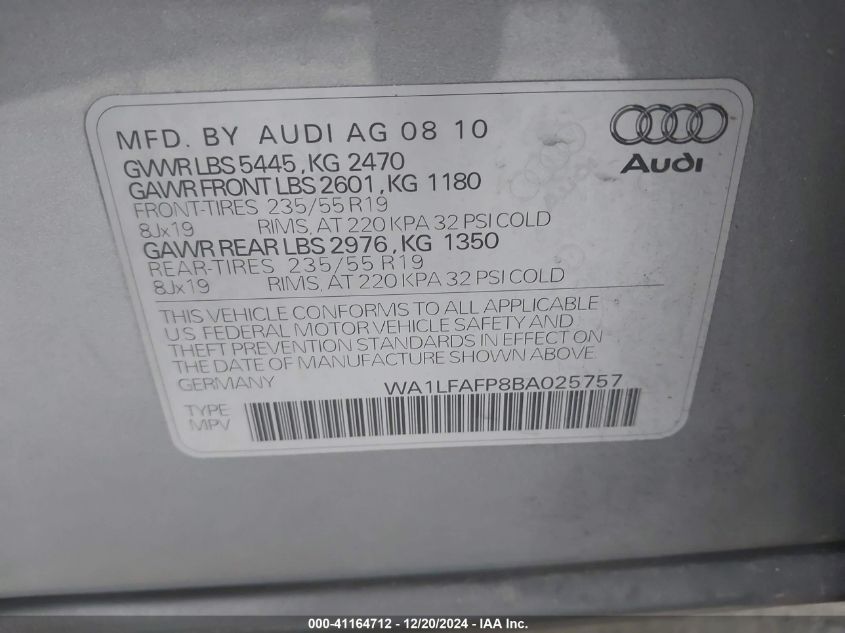 MFD. BY AUDI AG 08 10
Audi
GVWR LBS 5445, KG 2470
GAWR FRONT LBS 2601, KG 1180
FRONT-TIRES 235/55 R19
8Jx19 RIMS, AT 220 KPA 32 PSI COLD
GAWR REAR LBS 2976, KG 1350
REAR-TIRES 235/55 R19
8Jx19 RIMS, AT 220 KPA 32 PSI COLD
THIS VEHICLE CONFORMS TO ALL APPLICABLE
U.S. FEDERAL MOTOR VEHICLE SAFETY AND
THEFT PREVENTION STANDARDS IN EFFECT ON
THE DATE OF MANUFACTURE SHOWN ABOVE.
GERMANY WA1LFAFP8BA025757
TYPE
MPV
000-41164712 - 12/20/2024 - IAA Inc.